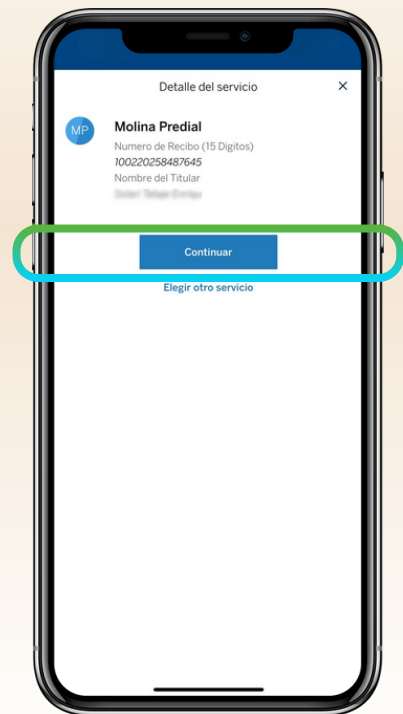 Detalle del servicio
MP
Molina Predial
Numero de Recibo (15 Digitos)
100220258487645
Nombre del Titular
Continuar
Elegir otro servicio